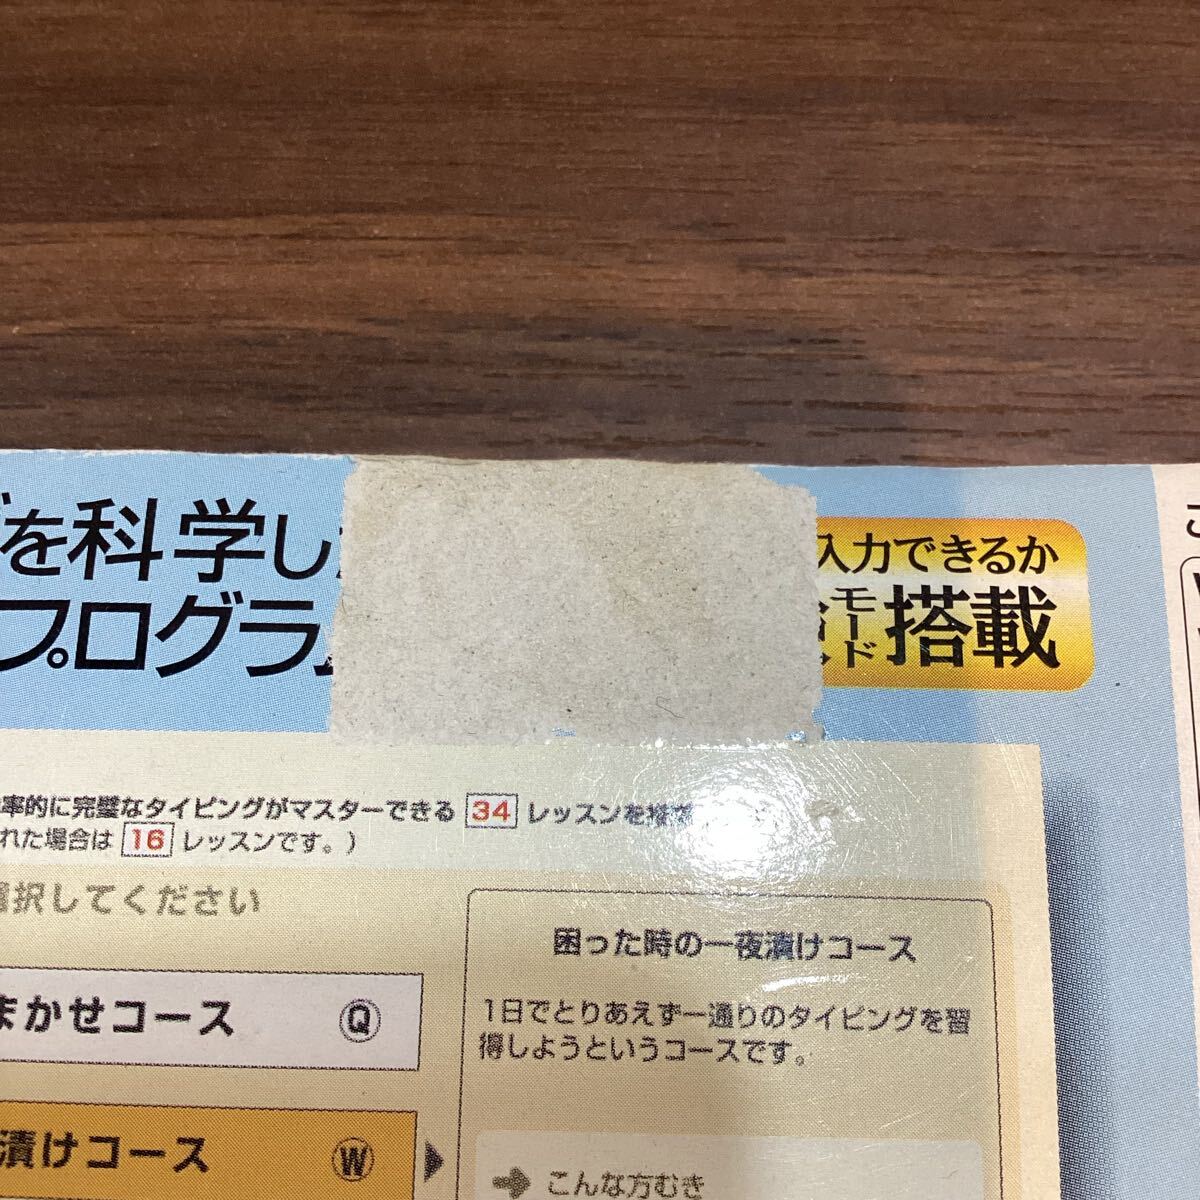 を科学し
プログラ
入力できるか
モード搭載
率的に完璧なタイピングがマスターできる 34 レッスンを
れた場合は 16 レッスンです。)
選択してください
まかせコース Q
漬けコース W
困った時の一夜漬けコース
1日でとりあえず一通りのタイピングを習
得しようというコースです。
こんな方むき